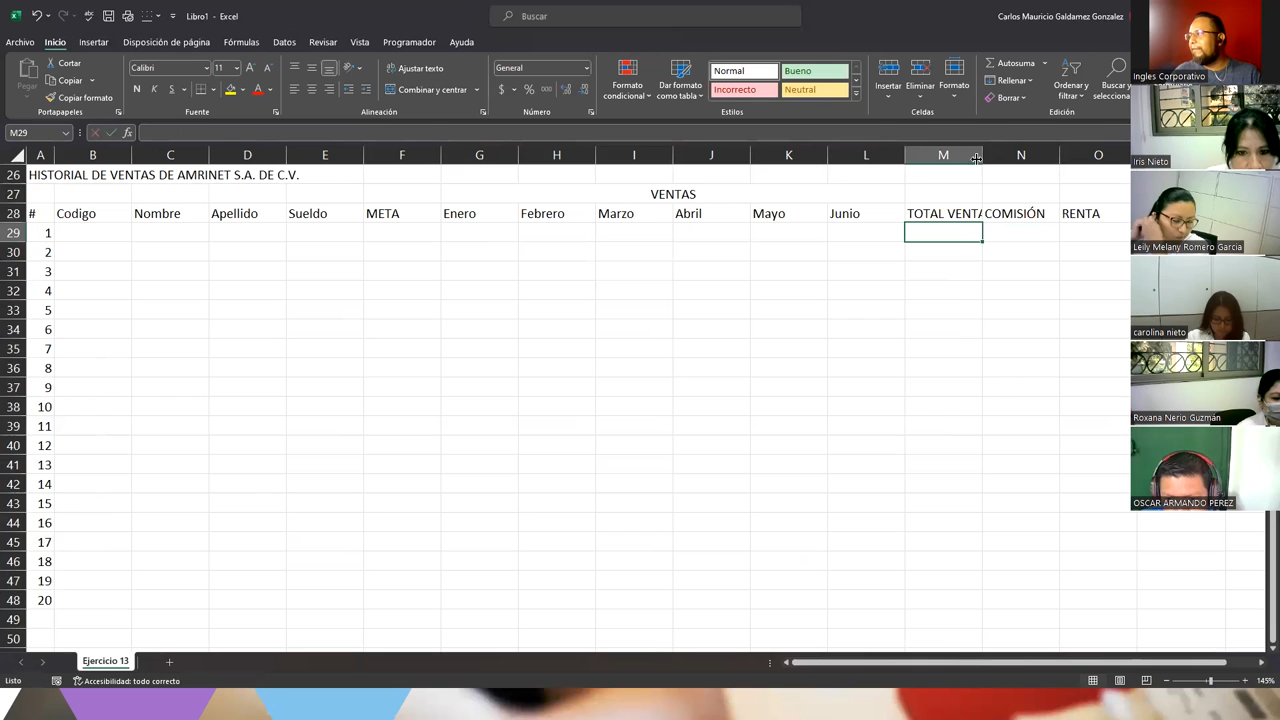 Libro1 - Excel
Buscar
Carlos Mauricio Galdamez Gonzalez
Archivo Inicio Insertar Disposición de página Fórmulas Datos Revisar Vista Programador Ayuda
Pegar
Cortar
Copiar
Copiar formato
Portapapeles
Calibri 11
N K S
Fuente
Ajustar texto
Combinar y centrar
Alineación
General
$ % 000
Número
Formato condicional
Dar formato como tabla
Normal Bueno
Incorrecto Neutral
Estilos
Insertar Eliminar Formato
Celdas
Autosuma
Rellenar
Borrar
Ordenar y filtrar
Buscar y
Edición
M29 fx
A B C D E F G H I J K L M N O
26 HISTORIAL DE VENTAS DE AMRINET S.A. DE C.V.
27 VENTAS
28 # Codigo Nombre Apellido Sueldo META Enero Febrero Marzo Abril Mayo Junio TOTAL VENTA COMISIÓN RENTA
29 1
30 2
31 3
32 4
33 5
34 6
35 7
36 8
37 9
38 10
39 11
40 12
41 13
42 14
43 15
44 16
45 17
46 18
47 19
48 20
49
50
Ejercicio 13
Listo Accesibilidad: todo correcto 145%
Ingles Corporativo
Iris Nieto
Leily Melany Romero Garcia
carolina nieto
Roxana Nerio Guzmán
OSCAR ARMANDO PEREZ